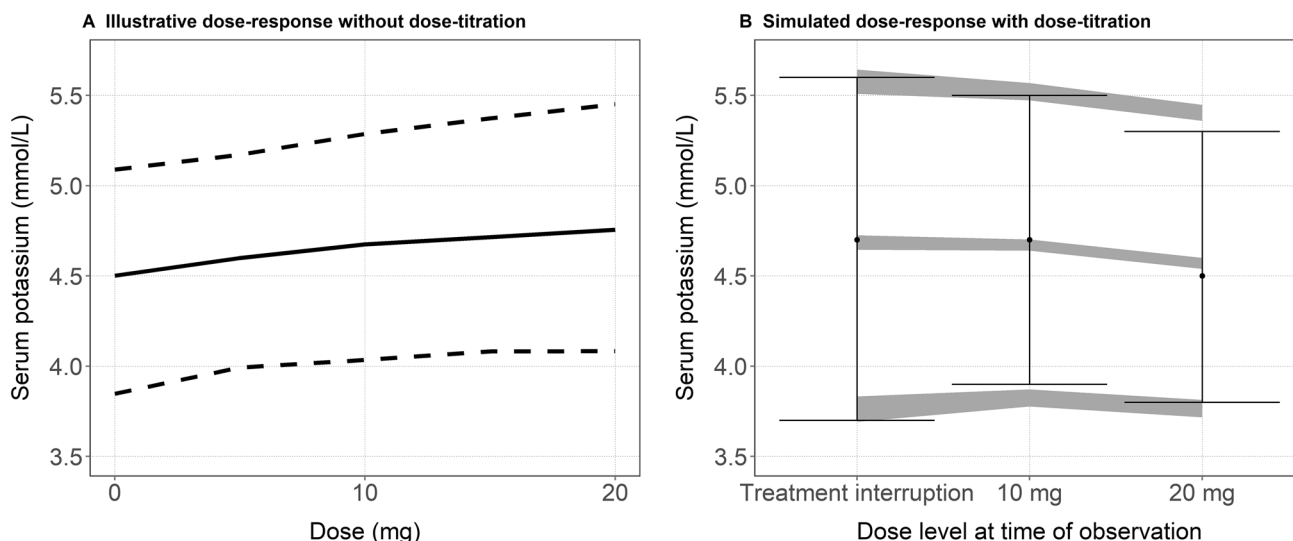 A Illustrative dose-response without dose-titration
Serum potassium (mmol/L)
5.5
5.0
4.5
4.0
3.5
0
10
20
Dose (mg)
B Simulated dose-response with dose-titration
Serum potassium (mmol/L)
5.5
5.0
4.5
4.0
3.5
Treatment interruption
10 mg
20 mg
Dose level at time of observation